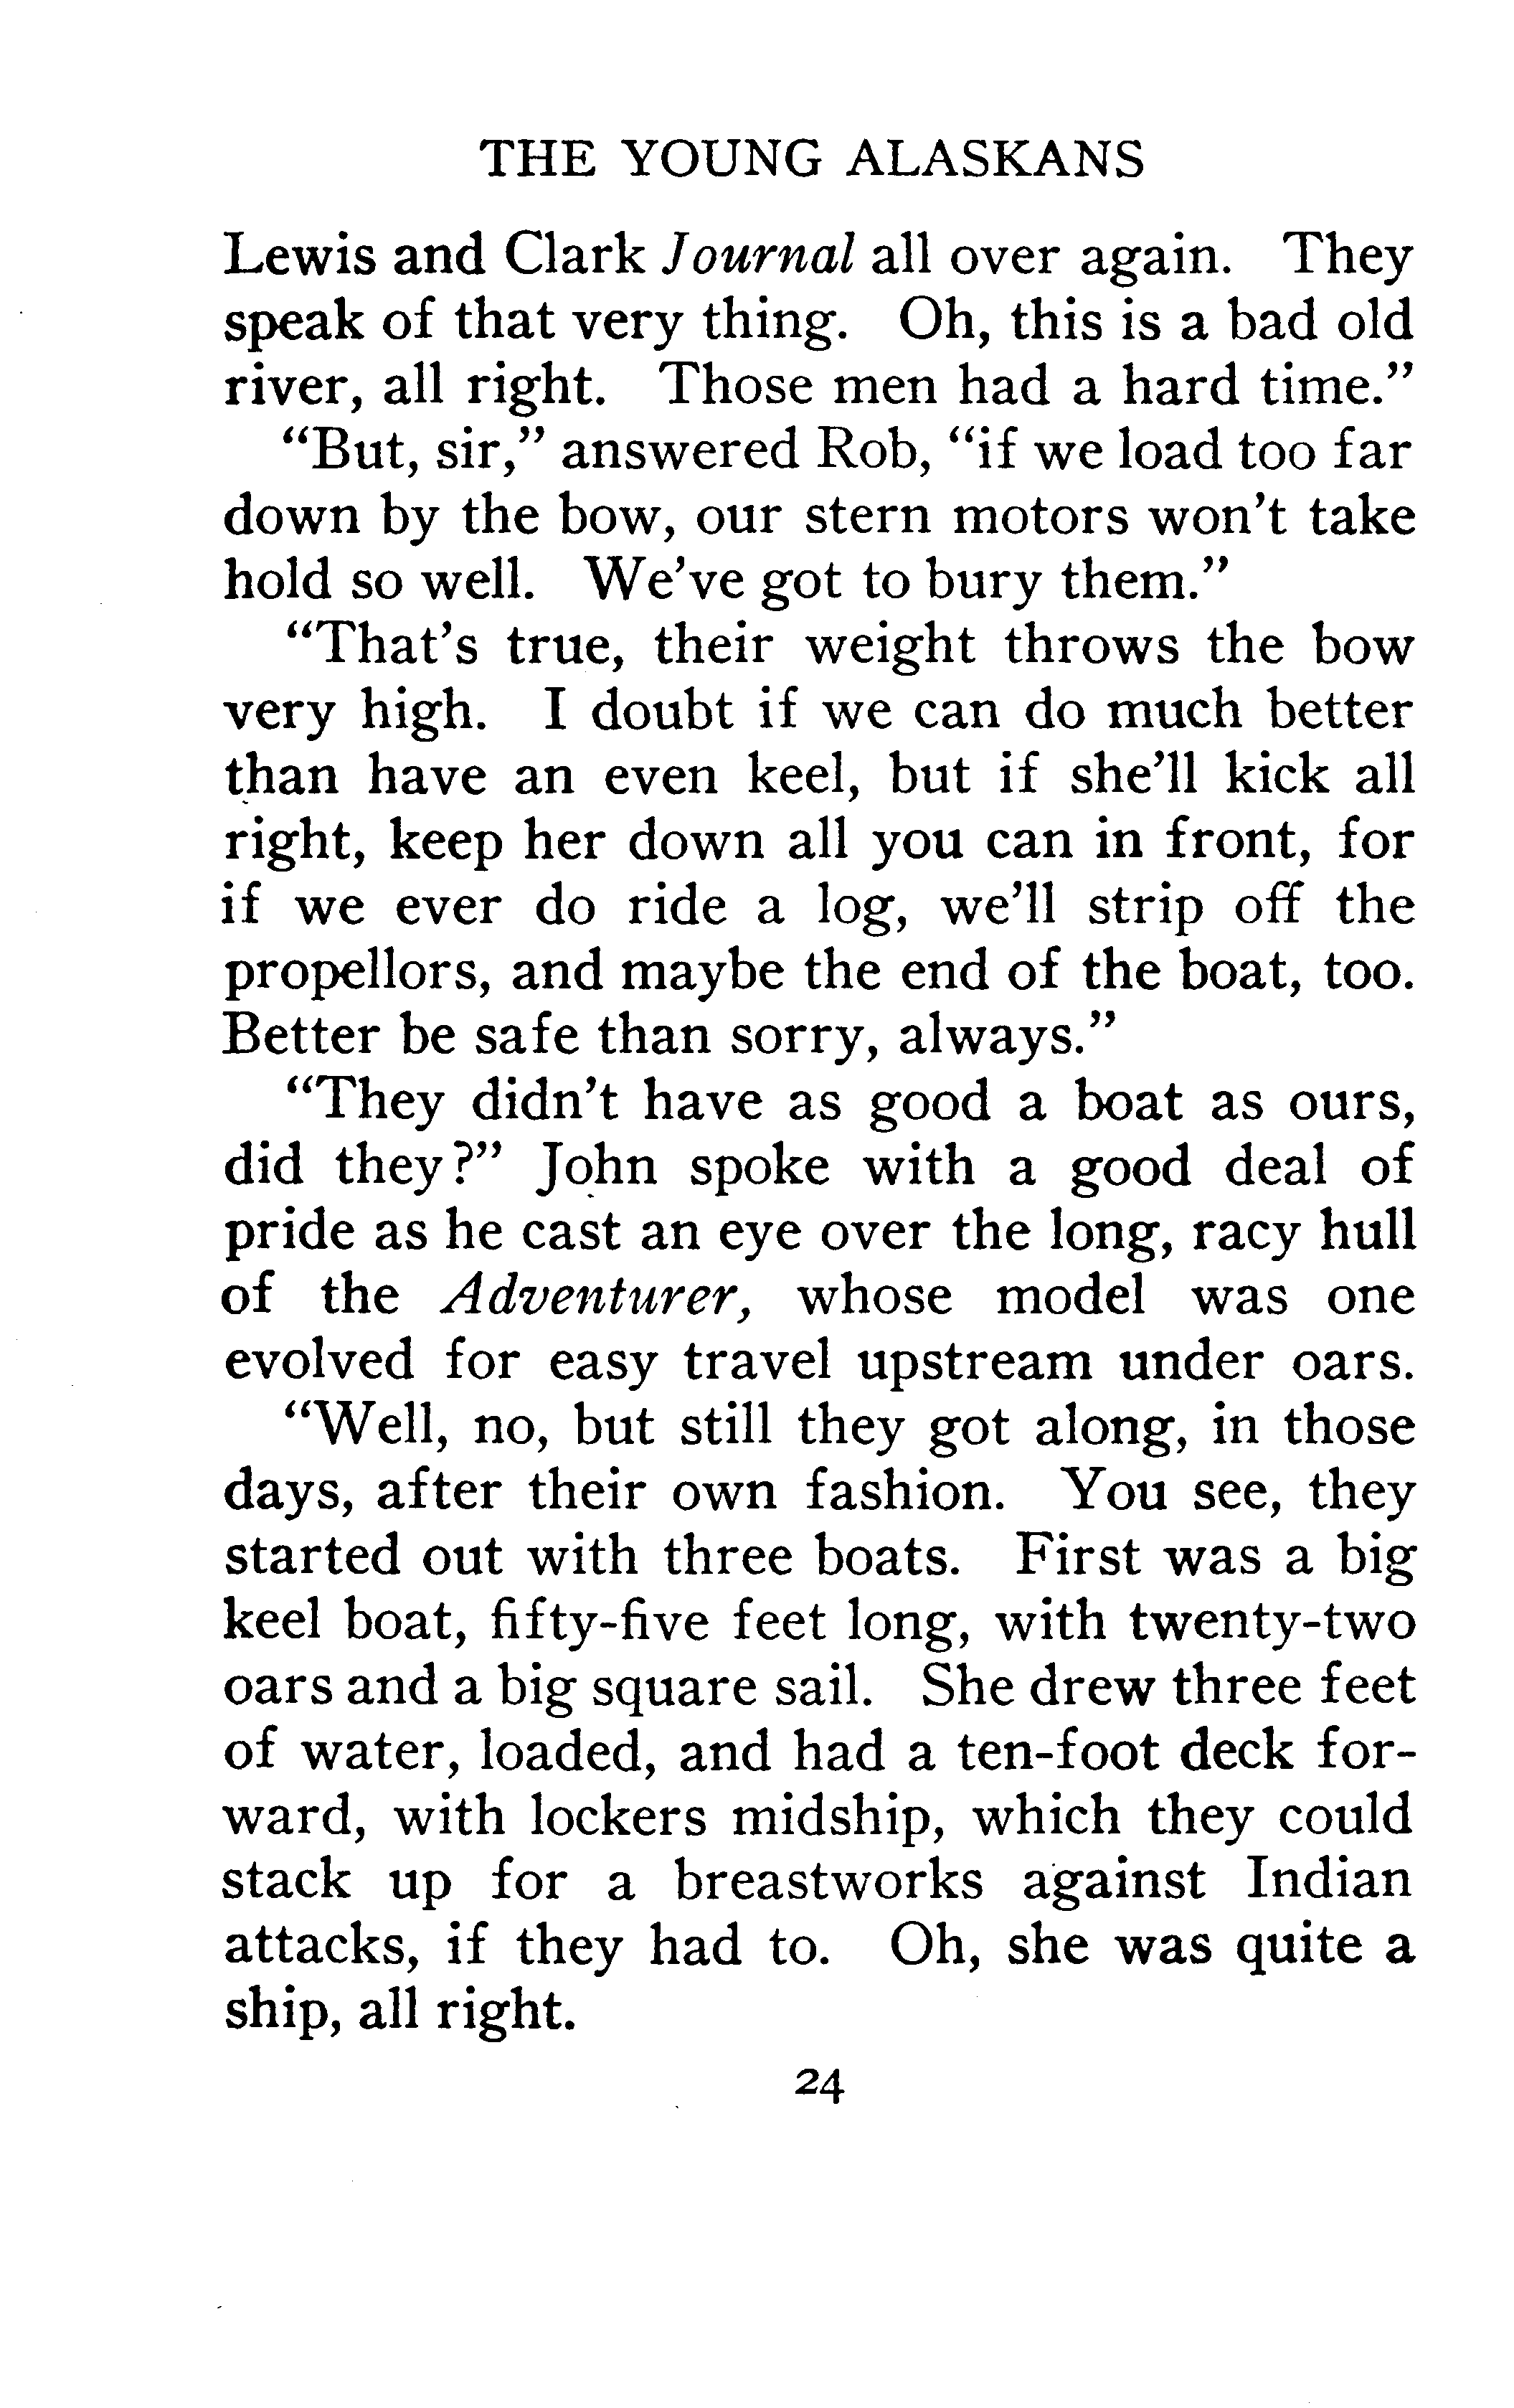 THE YOUNG ALASKANS
Lewis and Clark Journal all over again. They
speak of that very thing. Oh, this is a bad old
river, all right. Those men had a hard time."
"But, sir," answered Rob, "if we load too far
down by the bow, our stern motors won't take
hold so well. We've got to bury them."
"That's true, their weight throws the bow
very high. I doubt if we can do much better
than have an even keel, but if she'll kick all
right, keep her down all you can in front, for
if we ever do ride a log, we'll strip off the
propellors, and maybe the end of the boat, too.
Better be safe than sorry, always."
"They didn't have as good a boat as ours,
did they?" John spoke with a good deal of
pride as he cast an eye over the long, racy hull
of the Adventurer, whose model was one
evolved for easy travel upstream under oars.
"Well, no, but still they got along, in those
days, after their own fashion. You see, they
started out with three boats. First was a big
keel boat, fifty-five feet long, with twenty-two
oars and a big square sail. She drew three feet
of water, loaded, and had a ten-foot deck for-
ward, with lockers midship, which they could
stack up for a breastworks against Indian
attacks, if they had to. Oh, she was quite a
ship, all right.
24